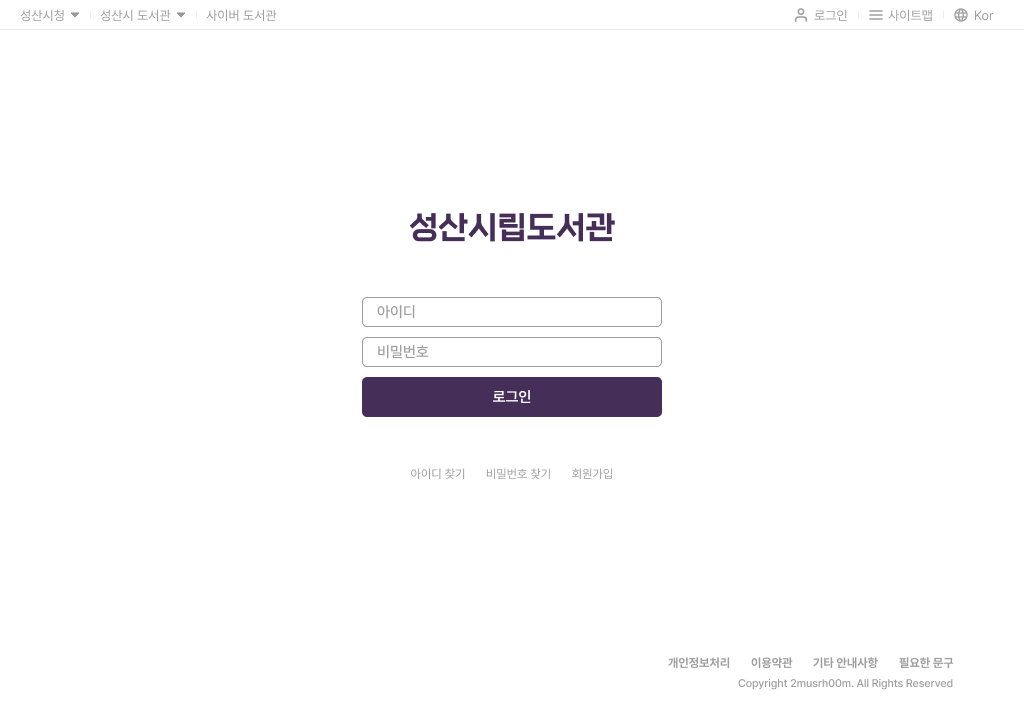 성산시청 성산시 도서관 사이버 도서관 로그인 사이트맵 Kor
성산시립도서관
아이디
비밀번호
로그인
아이디 찾기 비밀번호 찾기 회원가입
개인정보처리 이용약관 기타 안내사항 필요한 문구
Copyright 2musrh00m. All Rights Reserved